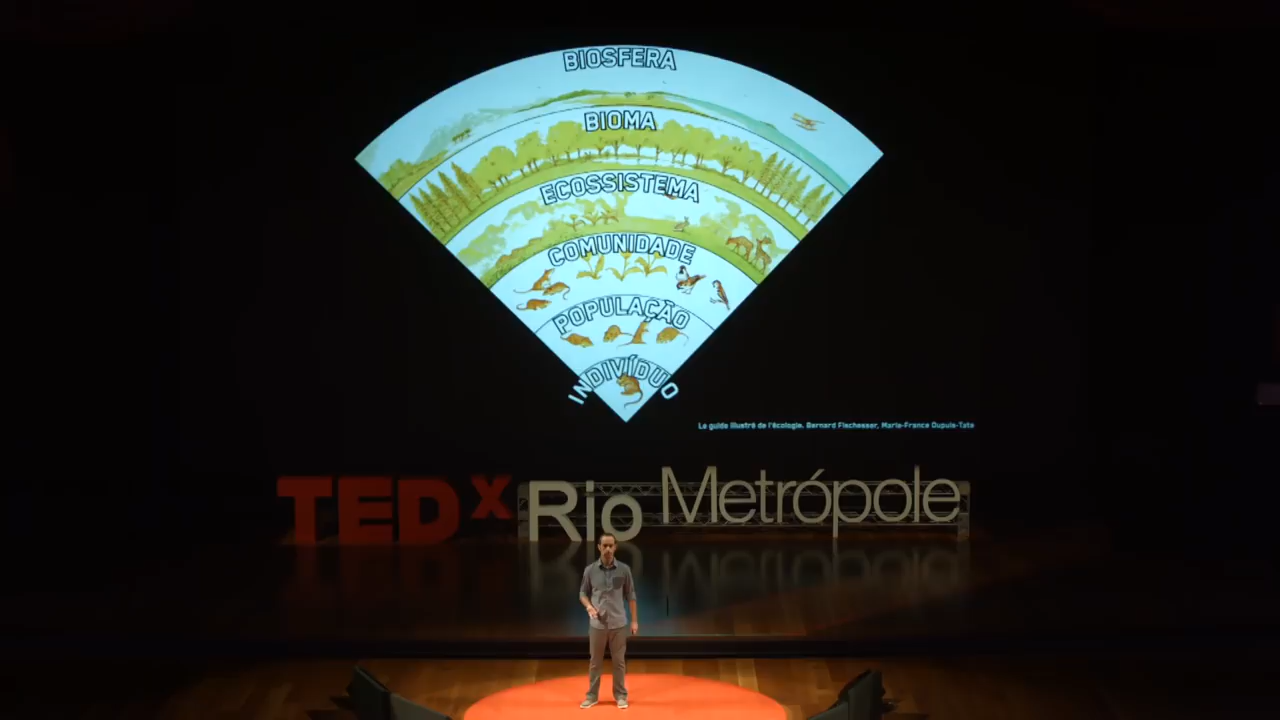 BIOSFERA
BIOMA
ECOSSISTEMA
COMUNIDADE
POPULAÇÃO
INDIVÍDUO
Le guide illustré de l'écologie. Bernard Fischesser, Marie-France Dupuis-Tate
TEDx Rio Metrópole